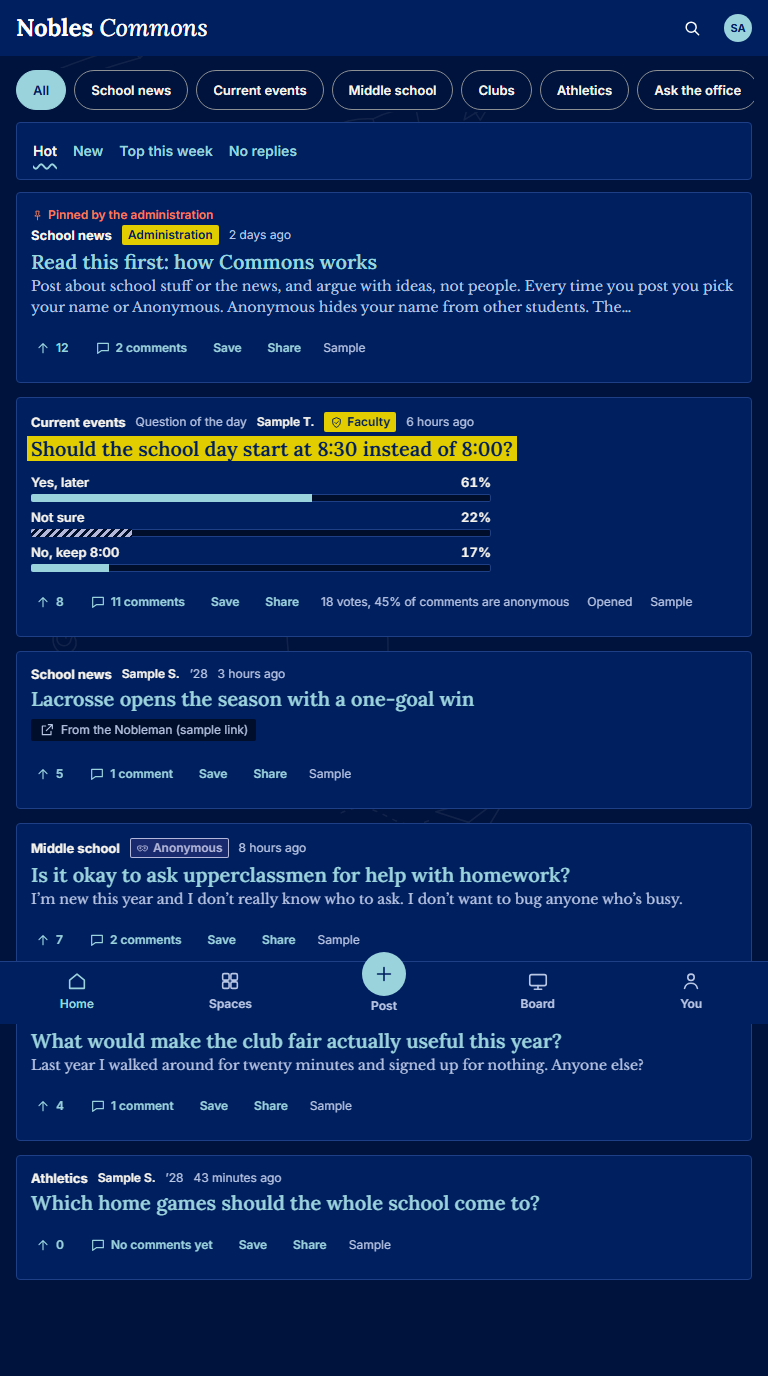 Nobles Commons
SA
All
School news
Current events
Middle school
Clubs
Athletics
Ask the office
Hot New Top this week No replies
Pinned by the administration
School news Administration 2 days ago
Read this first: how Commons works
Post about school stuff or the news, and argue with ideas, not people. Every time you post you pick
your name or Anonymous. Anonymous hides your name from other students. The…
12 2 comments Save Share Sample
Current events Question of the day Sample T. Faculty 6 hours ago
Should the school day start at 8:30 instead of 8:00?
Yes, later 61%
Not sure 22%
No, keep 8:00 17%
8 11 comments Save Share 18 votes, 45% of comments are anonymous Opened Sample
School news Sample S. ’28 3 hours ago
Lacrosse opens the season with a one-goal win
From the Nobleman (sample link)
5 1 comment Save Share Sample
Middle school Anonymous 8 hours ago
Is it okay to ask upperclassmen for help with homework?
I’m new this year and I don’t really know who to ask. I don’t want to bug anyone who’s busy.
7 2 comments Save Share Sample
Home Spaces Post Board You
What would make the club fair actually useful this year?
Last year I walked around for twenty minutes and signed up for nothing. Anyone else?
4 1 comment Save Share Sample
Athletics Sample S. ’28 43 minutes ago
Which home games should the whole school come to?
0 No comments yet Save Share Sample